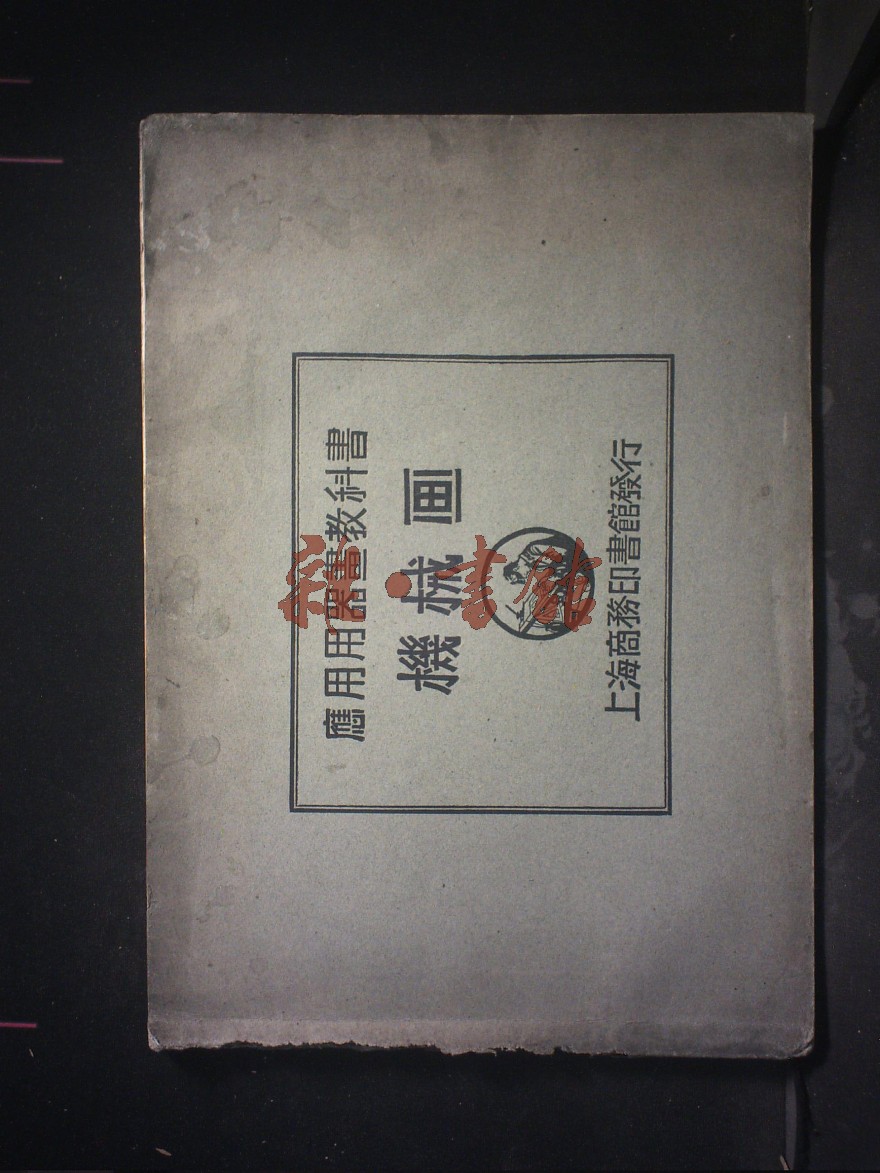 應用用器畫教科書
機械画
上海商務印書館發行